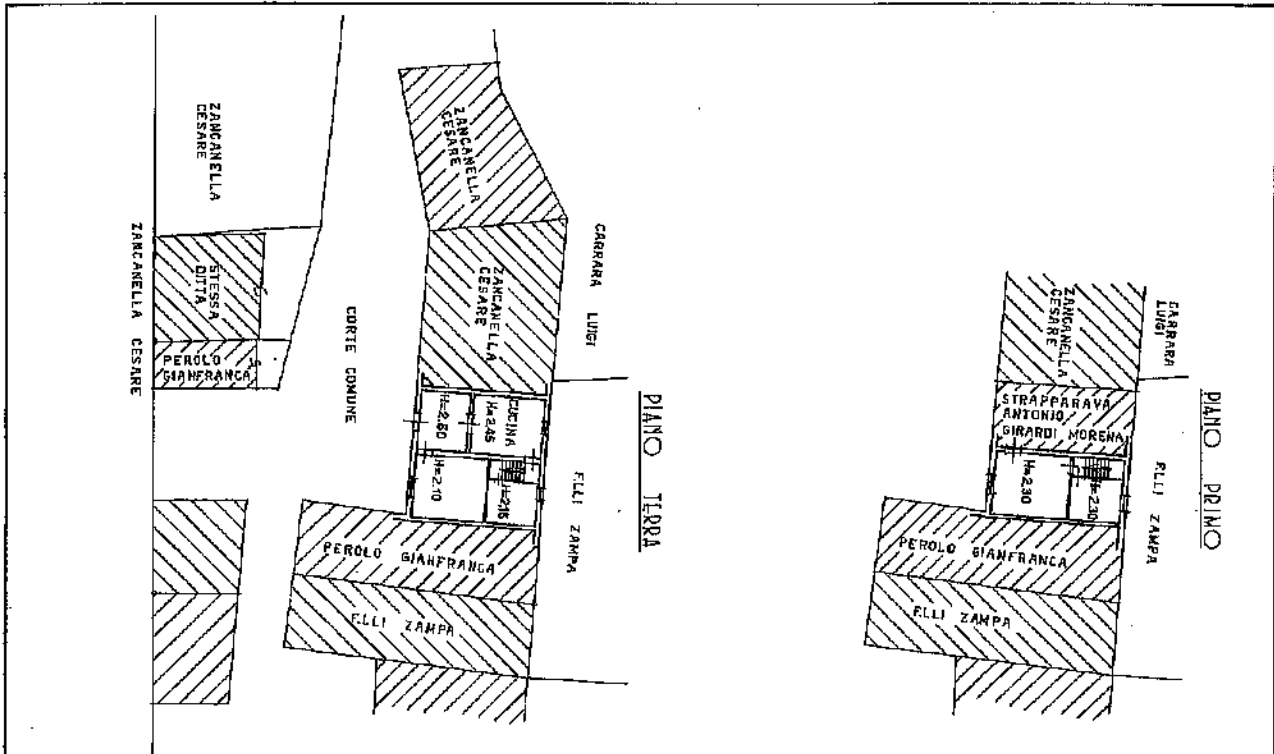 PIANO TERRA
ZANCANELLA
CESARE
ZANCANELLA
CESARE
CARRARA LUIGI
ZANCANELLA
CESARE
STESSA
DITTA
PEROLO
GIANFRANCA
ZANCANELLA CESARE
CORTE COMUNE
CUCINA
H=2.45
H=2.60
H=2.10
H=2.15
F.LLI ZAMPA
PEROLO GIANFRANCA
F.LLI ZAMPA
PIANO PRIMO
ZANCANELLA
CESARE
CARRARA
LUIGI
STRAPPARAVA
ANTONIO
GIRARDI MORENA
H=2.30
H=2.30
F.LLI ZAMPA
PEROLO GIANFRANCA
F.LLI ZAMPA